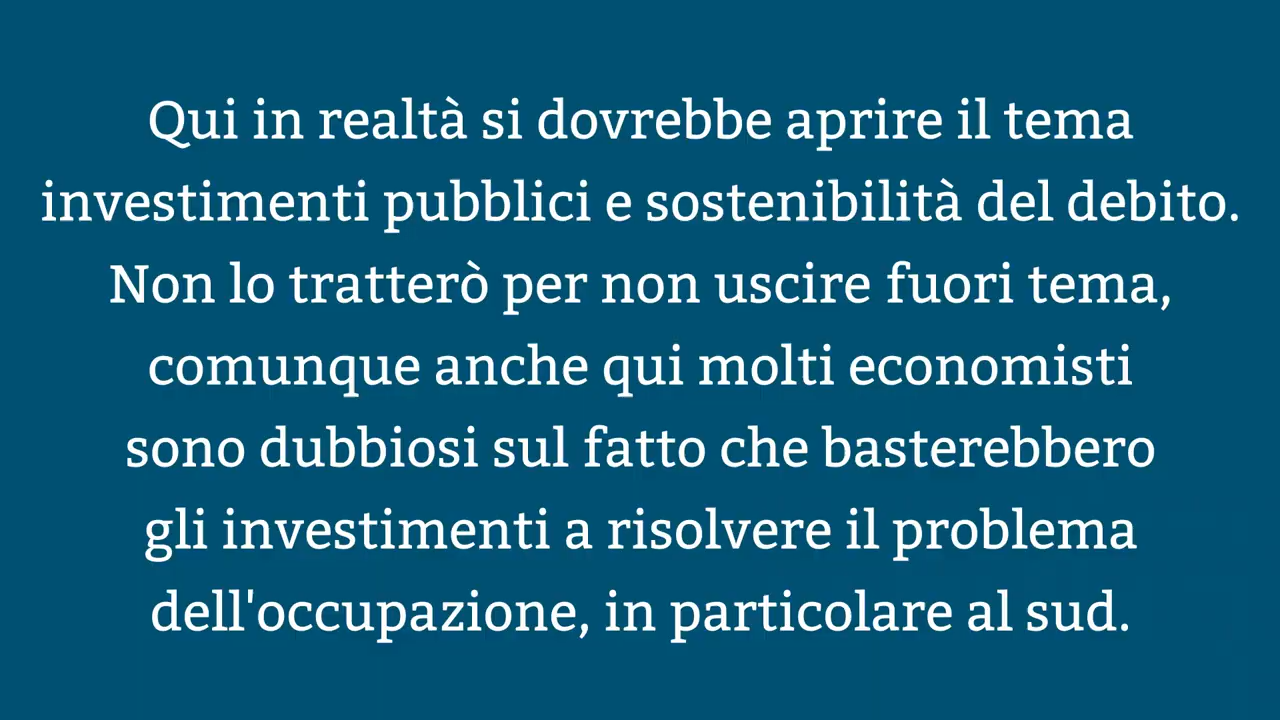 Qui in realtà si dovrebbe aprire il tema
investimenti pubblici e sostenibilità del debito.
Non lo tratterò per non uscire fuori tema,
comunque anche qui molti economisti
sono dubbiosi sul fatto che basterebbero
gli investimenti a risolvere il problema
dell'occupazione, in particolare al sud.